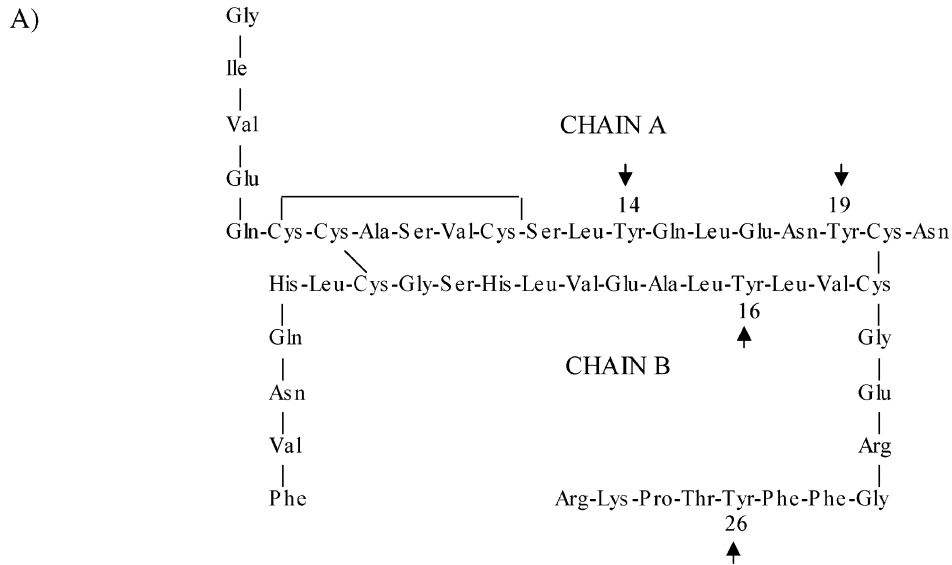 A)
Gly
Ile
Val
Glu
CHAIN A
14 19
Gln-Cys-Cys-Ala-Ser-Val-Cys-Ser-Leu-Tyr-Gln-Leu-Glu-Asn-Tyr-Cys-Asn
His-Leu-Cys-Gly-Ser-His-Leu-Val-Glu-Ala-Leu-Tyr-Leu-Val-Cys
16
Gln Gly
CHAIN B
Asn Glu
Val Arg
Phe Arg-Lys-Pro-Thr-Tyr-Phe-Phe-Gly
26